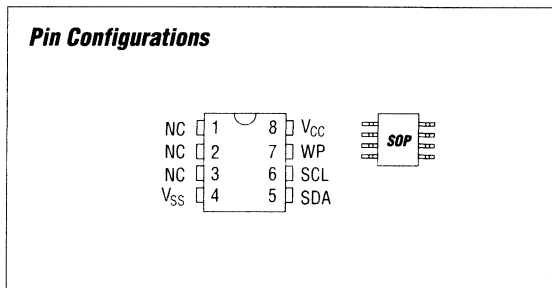 Pin Configurations
NC 1 8 VCC
NC 2 7 WP SOP
NC 3 6 SCL
VSS 4 5 SDA